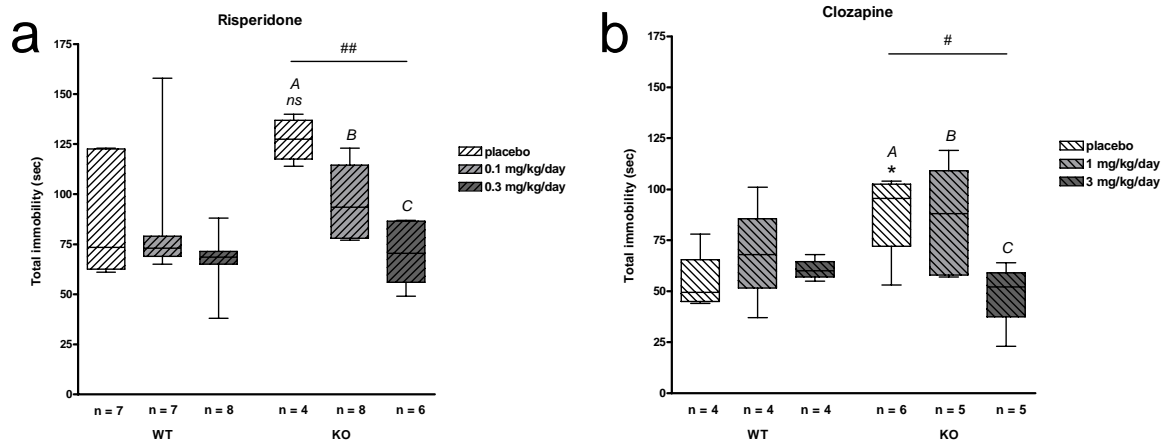 a
Risperidone
Total immobility (sec)
175
150
125
100
75
50
25
0
##
A
ns
B
C
placebo
0.1 mg/kg/day
0.3 mg/kg/day
n = 7
n = 7
n = 8
n = 4
n = 8
n = 6
WT
KO
b
Clozapine
Total immobility (sec)
175
150
125
100
75
50
25
0
#
A
*
B
C
placebo
1 mg/kg/day
3 mg/kg/day
n = 4
n = 4
n = 4
n = 6
n = 5
n = 5
WT
KO